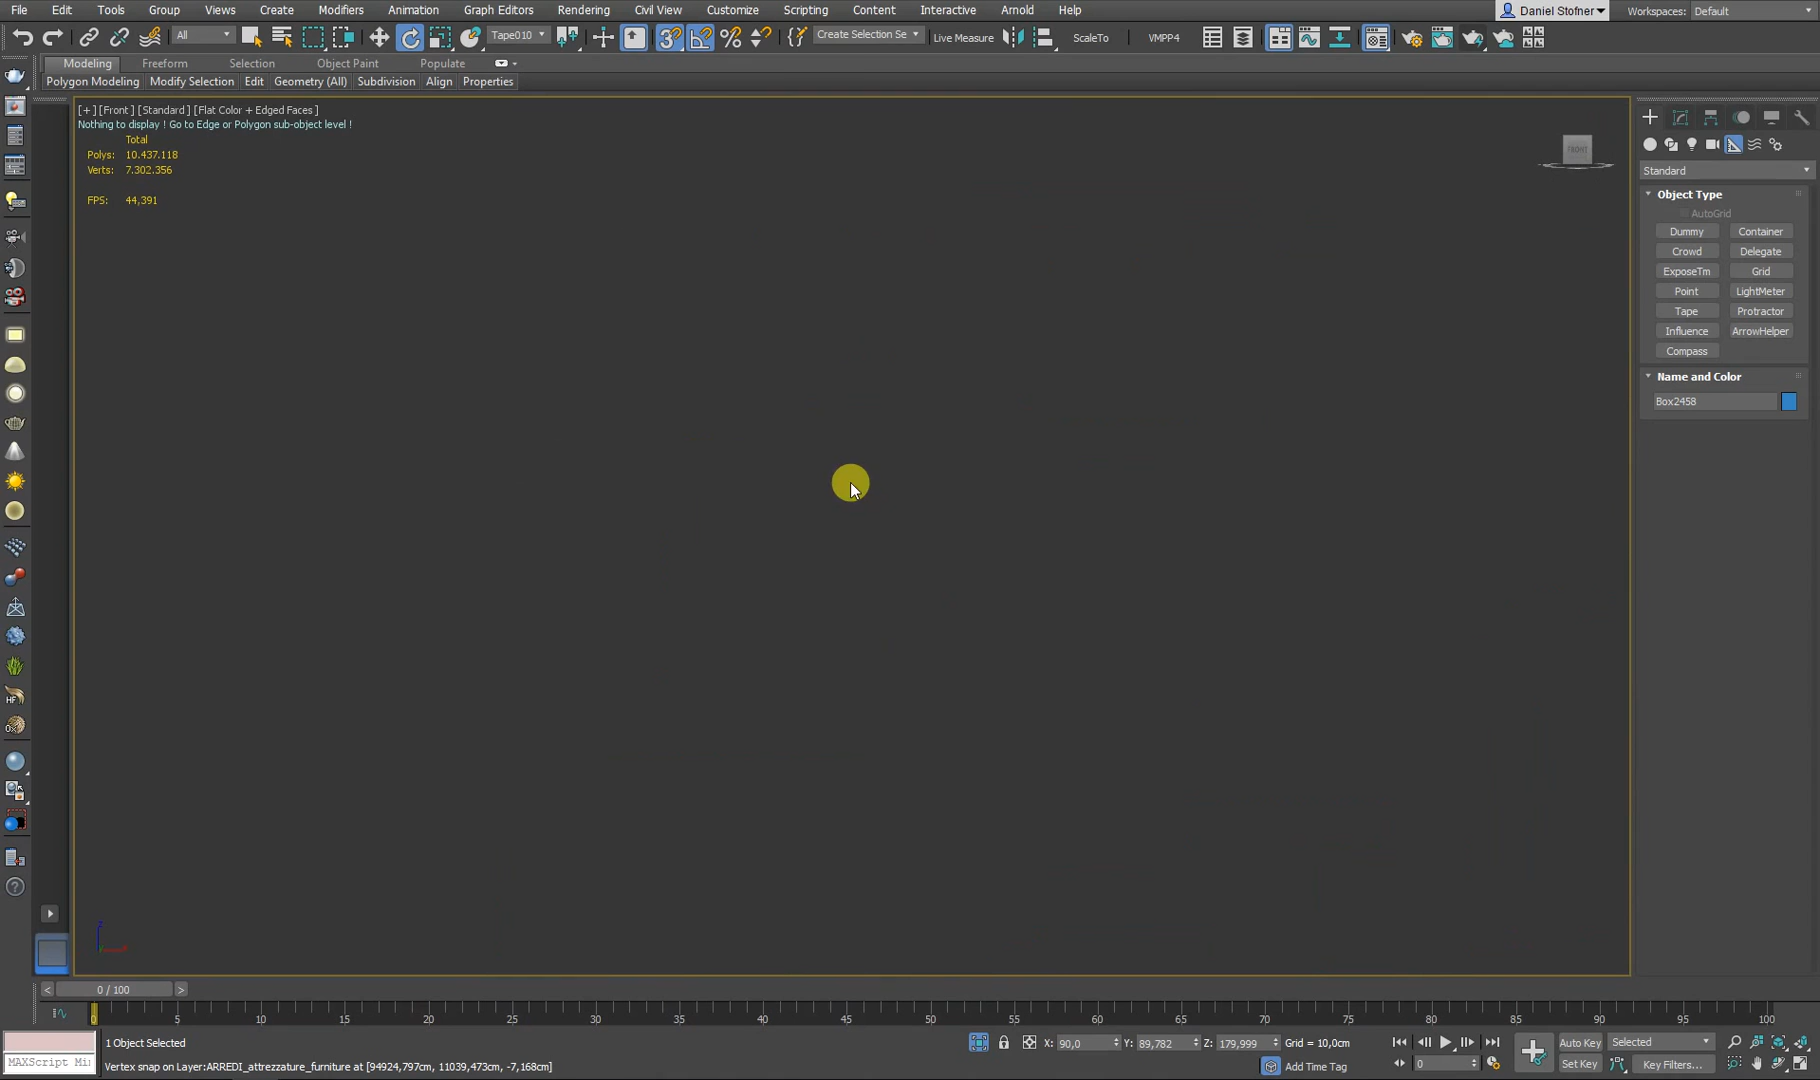 File Edit Tools Group Views Create Modifiers Animation Graph Editors Rendering Civil View Customize Scripting Content Interactive Arnold Help Daniel Stofner Workspaces: Default
All Tape010 Create Selection Se Live Measure ScaleTo VMPP4
Modeling Freeform Selection Object Paint Populate
Polygon Modeling Modify Selection Edit Geometry (All) Subdivision Align Properties
[+] [Front] [Standard] [Flat Color + Edged Faces]
Nothing to display ! Go to Edge or Polygon sub-object level !
Total
Polys: 10.437.118
Verts: 7.302.356
FPS: 44,391
FRONT
Standard
Object Type
AutoGrid
Dummy Container
Crowd Delegate
ExposeTm Grid
Point LightMeter
Tape Protractor
Influence ArrowHelper
Compass
Name and Color
Box2458
0 / 100
0 5 10 15 20 25 30 35 40 45 50 55 60 65 70 75 80 85 90 95 100
1 Object Selected X: 90,0 Y: 89,782 Z: 179,999 Grid = 10,0cm Auto Key Selected
MAXScript Mi Vertex snap on Layer:ARREDI_attrezzature_furniture at [94924,797cm, 11039,473cm, -7,168cm] Add Time Tag 0 Set Key Key Filters...